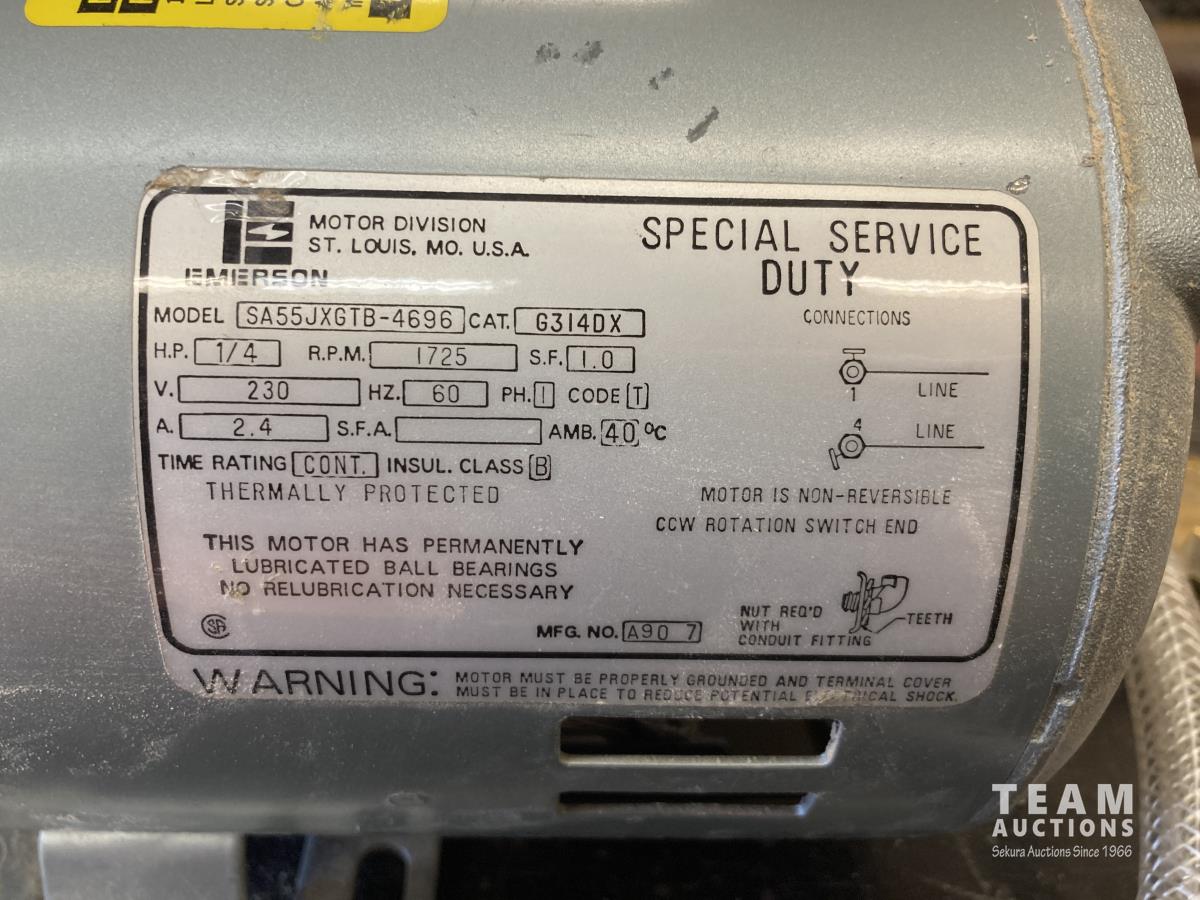 MOTOR DIVISION
ST. LOUIS, MO. U.S.A.
EMERSON
SPECIAL SERVICE
DUTY
MODEL SA55JXGTB-4696 CAT. G314DX
H.P. 1/4 R.P.M. 1725 S.F. 1.0
V. 230 HZ. 60 PH. 1 CODE T
A. 2.4 S.F.A. AMB. 40 °C
TIME RATING CONT. INSUL. CLASS B
THERMALLY PROTECTED
THIS MOTOR HAS PERMANENTLY
LUBRICATED BALL BEARINGS
NO RELUBRICATION NECESSARY
SA
MFG. NO. A90 7
CONNECTIONS
1 LINE
4 LINE
MOTOR IS NON-REVERSIBLE
CCW ROTATION SWITCH END
NUT REQ'D
WITH
CONDUIT FITTING
TEETH
WARNING: MOTOR MUST BE PROPERLY GROUNDED AND TERMINAL COVER
MUST BE IN PLACE TO REDUCE POTENTIAL ELECTRICAL SHOCK.
TEAM
AUCTIONS
Sekura Auctions Since 1966